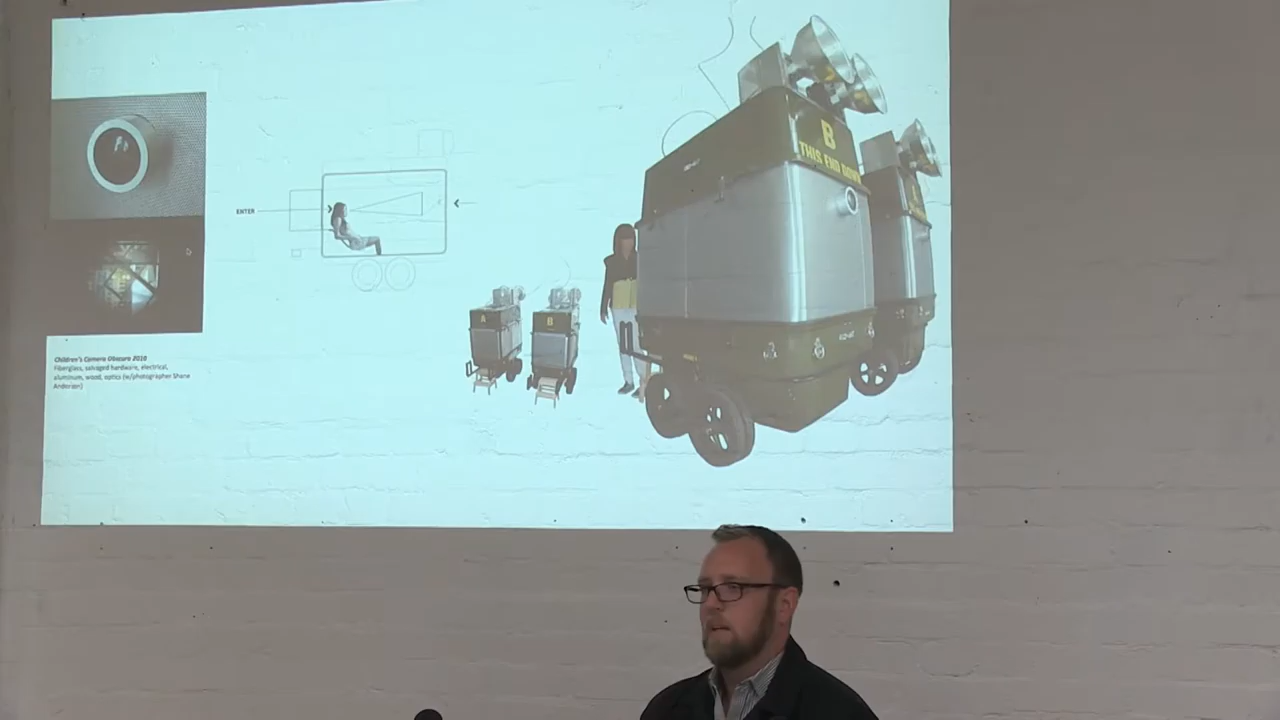 Children's Camera Obscura 2010
Fiberglass, salvaged hardware, electrical,
aluminum, wood, optics (w/photographer Shane
Anderson)
ENTER
A
B
B
THIS END DOWN